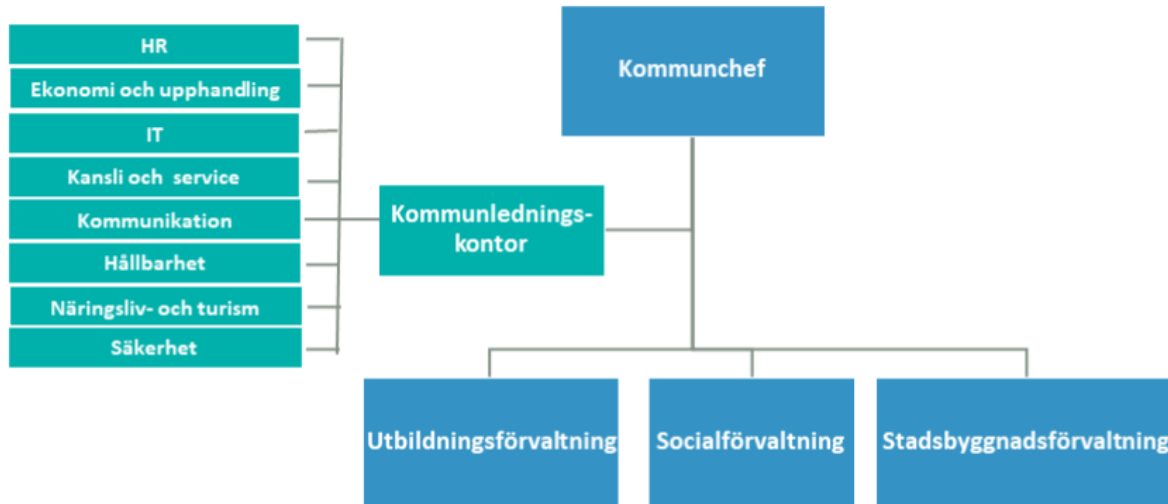 HR
Ekonomi och upphandling
IT
Kansli och service
Kommunikation
Hållbarhet
Näringsliv- och turism
Säkerhet
Kommunchef
Kommunlednings-
kontor
Utbildningsförvaltning
Socialförvaltning
Stadsbyggnadsförvaltning